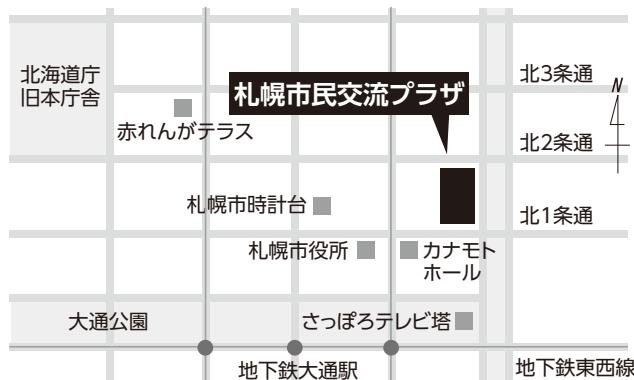 北海道庁
旧本庁舎
赤れんがテラス
札幌市民交流プラザ
北3条通
N
北2条通
札幌市時計台
北1条通
札幌市役所
カナモト
ホール
大通公園
さっぽろテレビ塔
地下鉄大通駅
地下鉄東西線